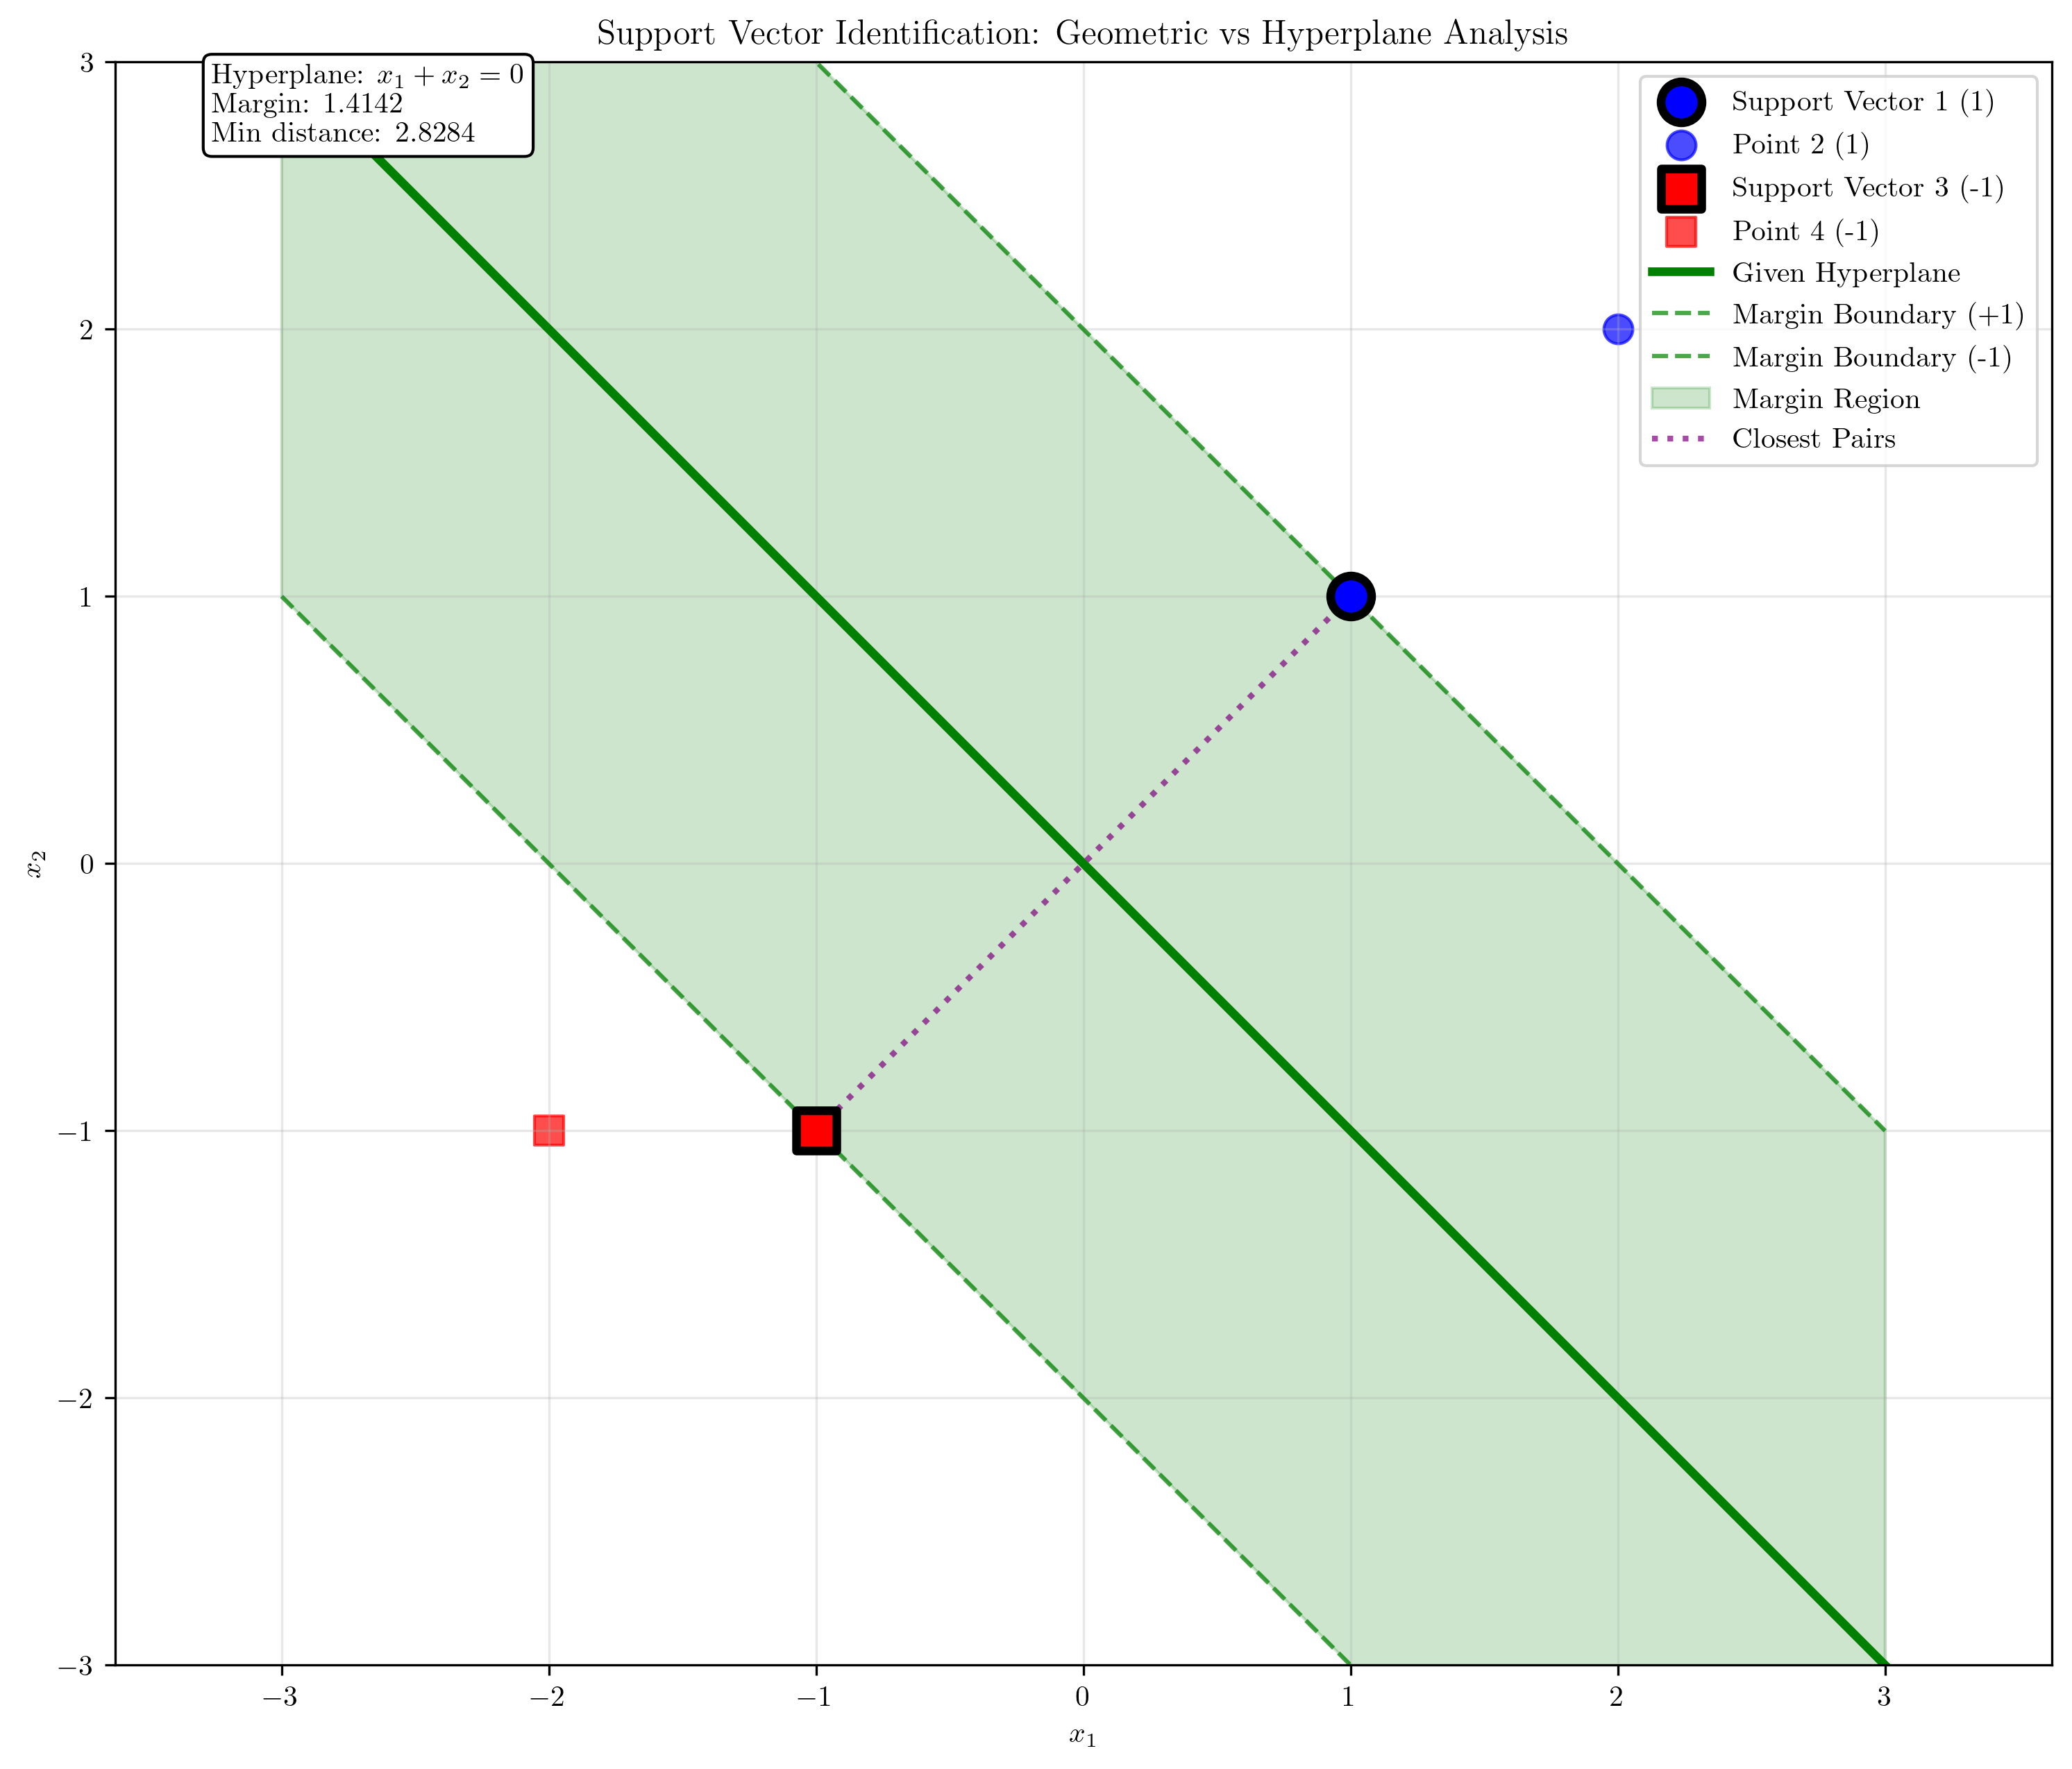 Support Vector Identification: Geometric vs Hyperplane Analysis
Hyperplane: x₁ + x₂ = 0
Margin: 1.4142
Min distance: 2.8284
Support Vector 1 (1)
Point 2 (1)
Support Vector 3 (-1)
Point 4 (-1)
Given Hyperplane
Margin Boundary (+1)
Margin Boundary (-1)
Margin Region
Closest Pairs
3
2
1
0
−1
−2
−3
x₂
−3
−2
−1
0
1
2
3
x₁